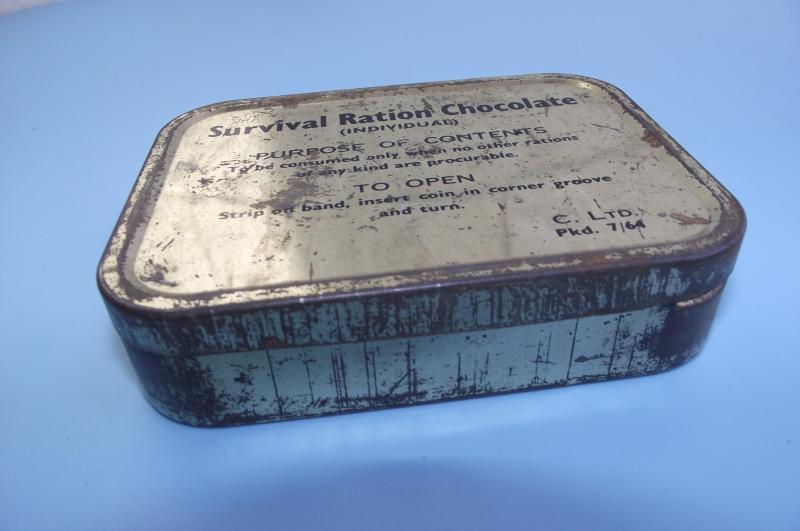 Survival Ration Chocolate
(INDIVIDUAL)
PURPOSE OF CONTENTS
To be consumed only when no other rations
of any kind are procurable.
TO OPEN
Strip off band, insert coin in corner groove
and turn.
C. LTD.
Pkd. 7/64